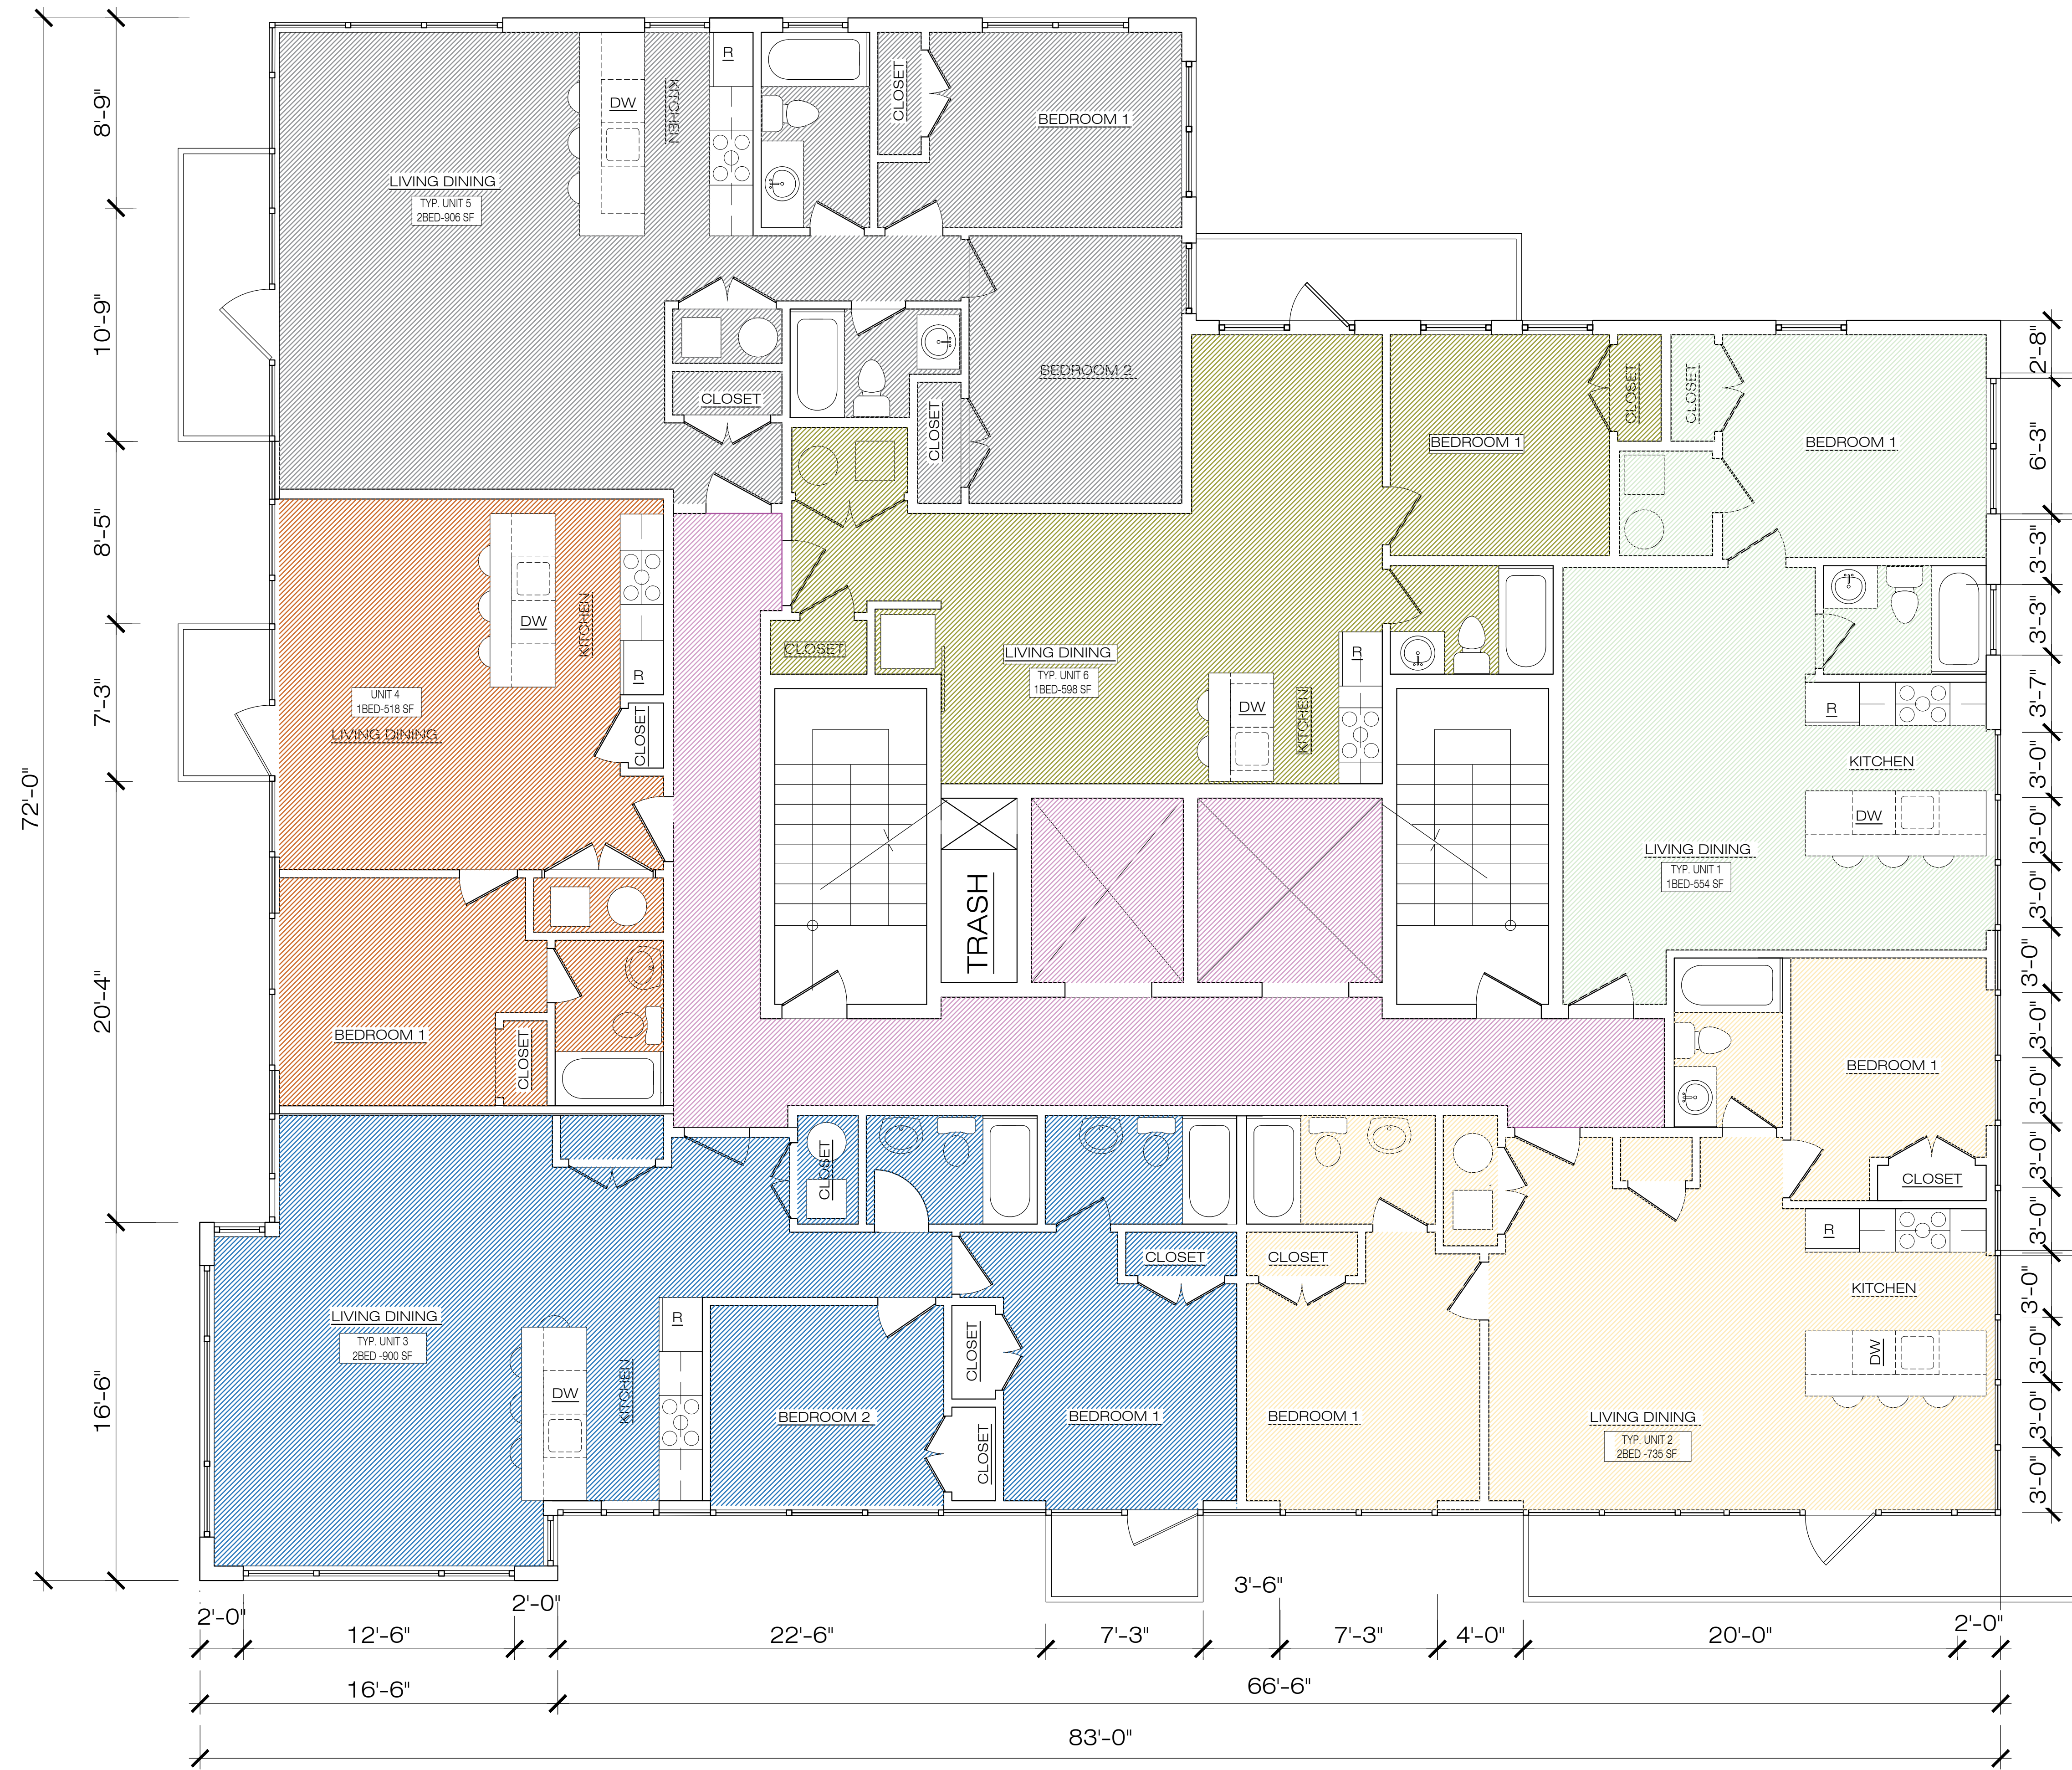 R
KITCHEN
CLOSET
DW
BEDROOM 1
LIVING DINING
TYP. UNIT 5
2BED-906 SF
BEDROOM 2
CLOSET
CLOSET
CLOSET
CLOSET
BEDROOM 1
BEDROOM 1
KITCHEN
DW
CLOSET
LIVING DINING
TYP. UNIT 6
1BED-598 SF
R
R
UNIT 4
1BED-518 SF
LIVING DINING
CLOSET
DW
KITCHEN
R
KITCHEN
DW
LIVING DINING
TYP. UNIT 1
1BED-554 SF
TRASH
BEDROOM 1
CLOSET
BEDROOM 1
CLOSET
CLOSET
R
CLOSET
CLOSET
KITCHEN
LIVING DINING
TYP. UNIT 3
2BED -900 SF
R
CLOSET
DW
KITCHEN
DW
BEDROOM 2
BEDROOM 1
BEDROOM 1
LIVING DINING
TYP. UNIT 2
2BED -735 SF
CLOSET
72'-0"
8'-9"
10'-9"
8'-5"
7'-3"
20'-4"
16'-6"
2'-8"
6'-3"
3'-3"
3'-3"
3'-7"
3'-0"
3'-0"
3'-0"
3'-0"
3'-0"
3'-0"
3'-0"
3'-0"
3'-0"
3'-0"
3'-0"
3'-0"
2'-0"
12'-6"
2'-0"
22'-6"
7'-3"
3'-6"
7'-3"
4'-0"
20'-0"
2'-0"
16'-6"
66'-6"
83'-0"